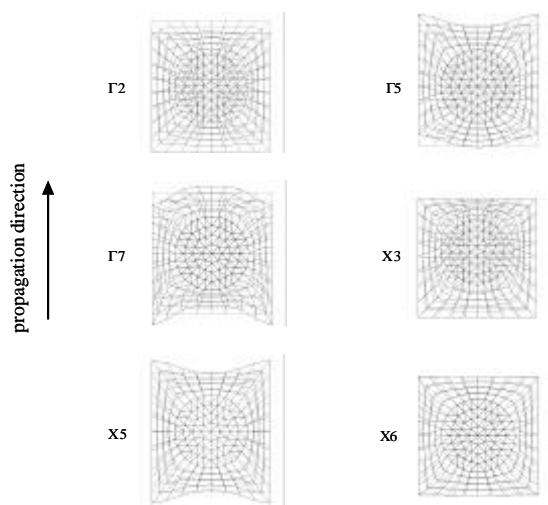 Γ2
Γ5
Γ7
X3
X5
X6
propagation direction